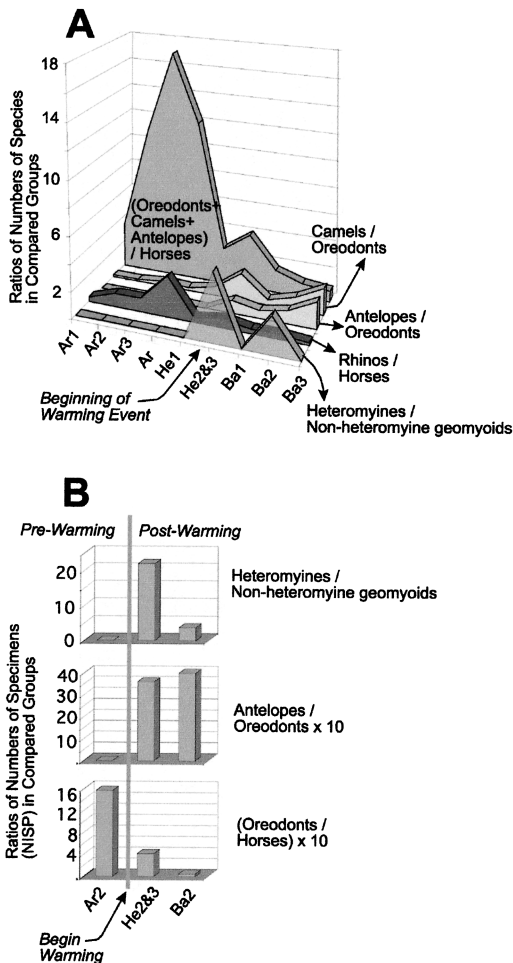 A
Ratios of Numbers of Species
in Compared Groups
18
14
10
6
2
(Oreodonts+
Camels+
Antelopes)
/ Horses
Camels /
Oreodonts
Antelopes /
Oreodonts
Rhinos /
Horses
Heteromyines /
Non-heteromyine geomyoids
Ar1
Ar2
Ar3
Ar
He1
He2&3
Ba1
Ba2
Ba3
Beginning of
Warming Event
B
Pre-Warming
Post-Warming
Ratios of Numbers of Specimens
(NISP) in Compared Groups
20
10
0
Heteromyines /
Non-heteromyine geomyoids
40
30
20
10
Antelopes /
Oreodonts x 10
16
12
8
4
(Oreodonts /
Horses) x 10
Ar2
He2&3
Ba2
Begin
Warming